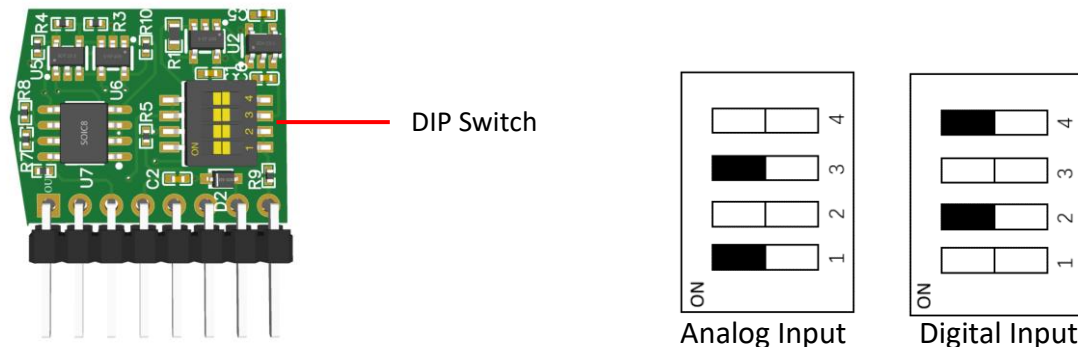 R4
R3
R10
U5
U6
R1
U2
R8
R5
4
3
2
1
ON
SOIC8
R7
OUT
U7
C2
D2
R9
DIP Switch
4
3
2
1
ON
Analog Input
4
3
2
1
ON
Digital Input